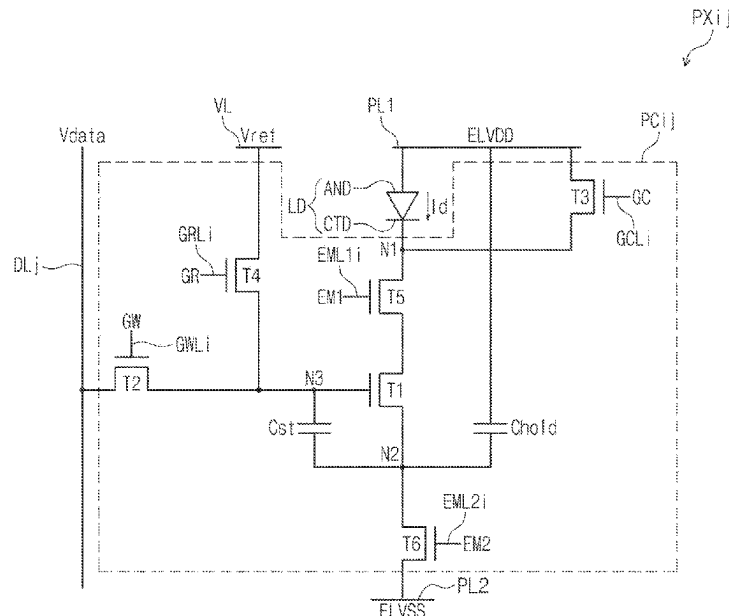 PXij
VL
PL1
Vdata
Vref
ELVDD
PCij
LD
AND
Id
CTD
T3
GC
GCLi
N1
GRLi
EML1i
DLj
GR
T4
EM1
T5
GW
GWLi
T2
N3
T1
Cst
Chold
N2
EML2i
T6
EM2
PL2
ELVSS